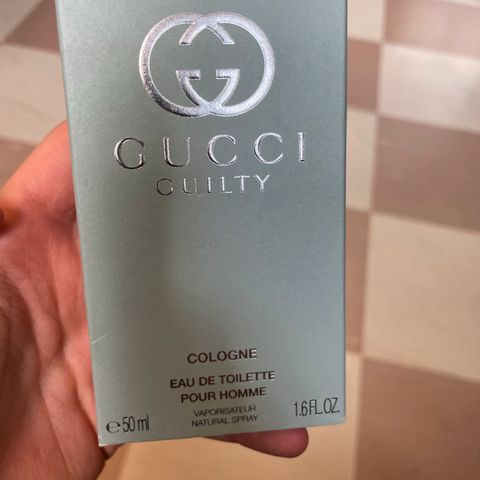 GUCCI
GUILTY
COLOGNE
EAU DE TOILETTE
POUR HOMME
VAPORISATEUR
NATURAL SPRAY
℮50 ml
1.6 FL.OZ.